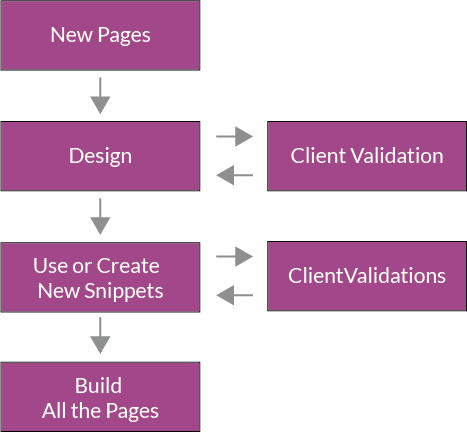 New Pages
Design
Client Validation
Use or Create
New Snippets
ClientValidations
Build
All the Pages